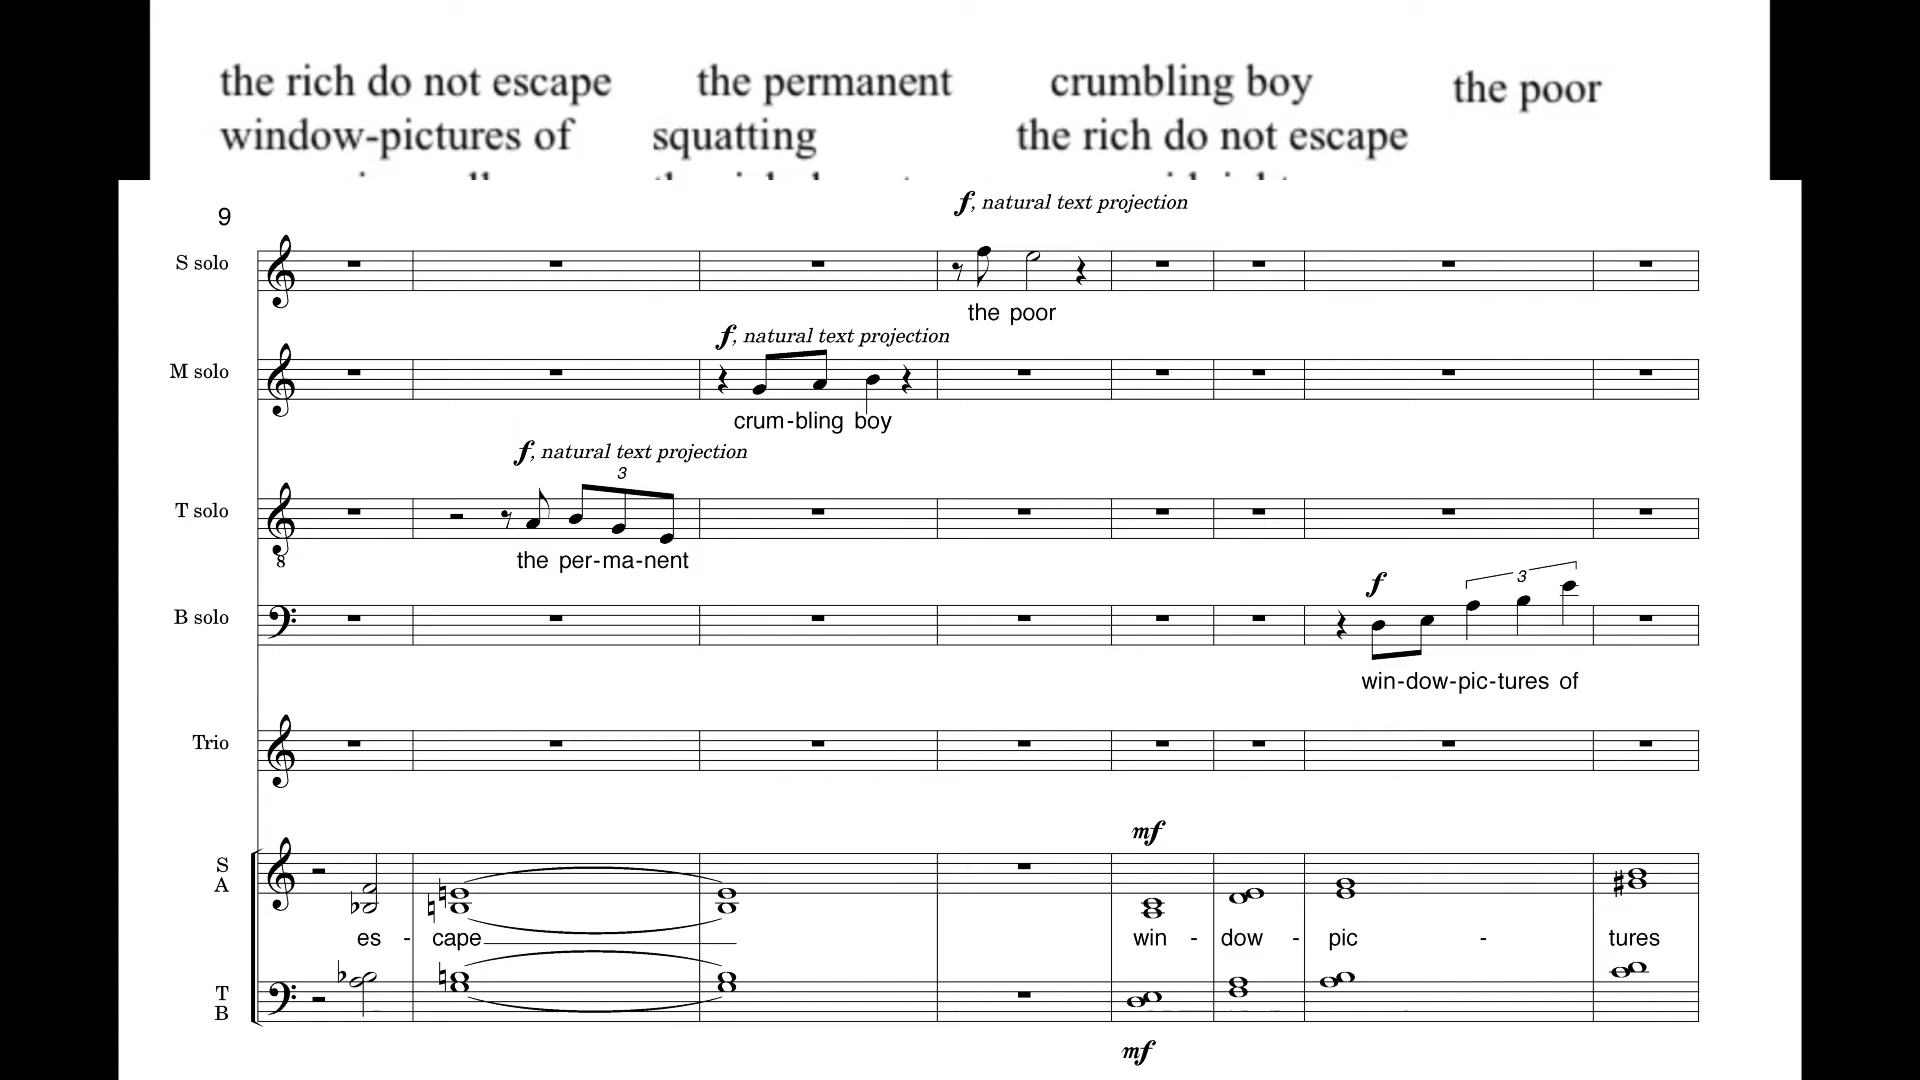 the rich do not escape the permanent crumbling boy the poor
window-pictures of squatting the rich do not escape
9
f, natural text projection
S solo
the poor
f, natural text projection
M solo
crum-bling boy
f, natural text projection
3
T solo
8
the per-ma-nent
f 3
B solo
win-dow-pic-tures of
Trio
mf
S
A
es - cape win - dow - pic - tures
T
B
mf